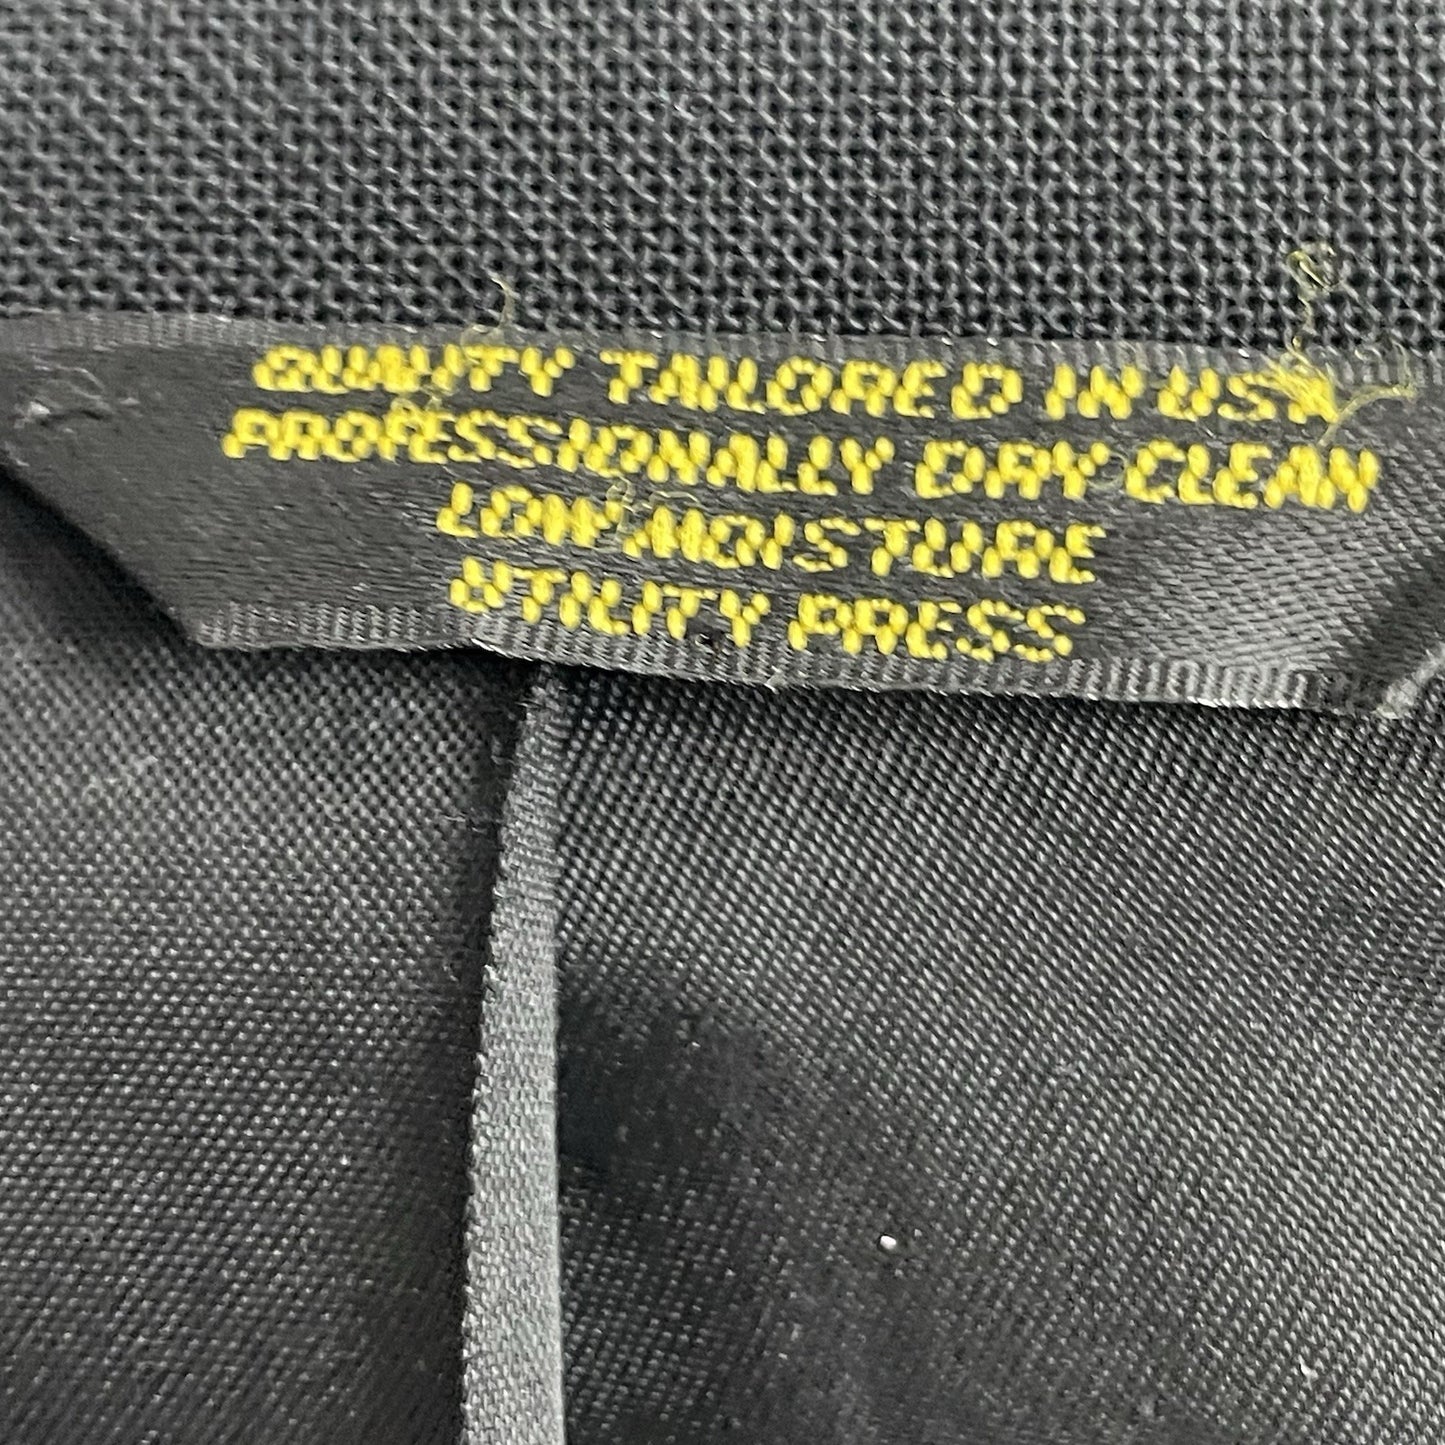 QUALITY TAILORED IN USA
PROFESSIONALLY DRY CLEAN
LOW MOISTURE
UTILITY PRESS